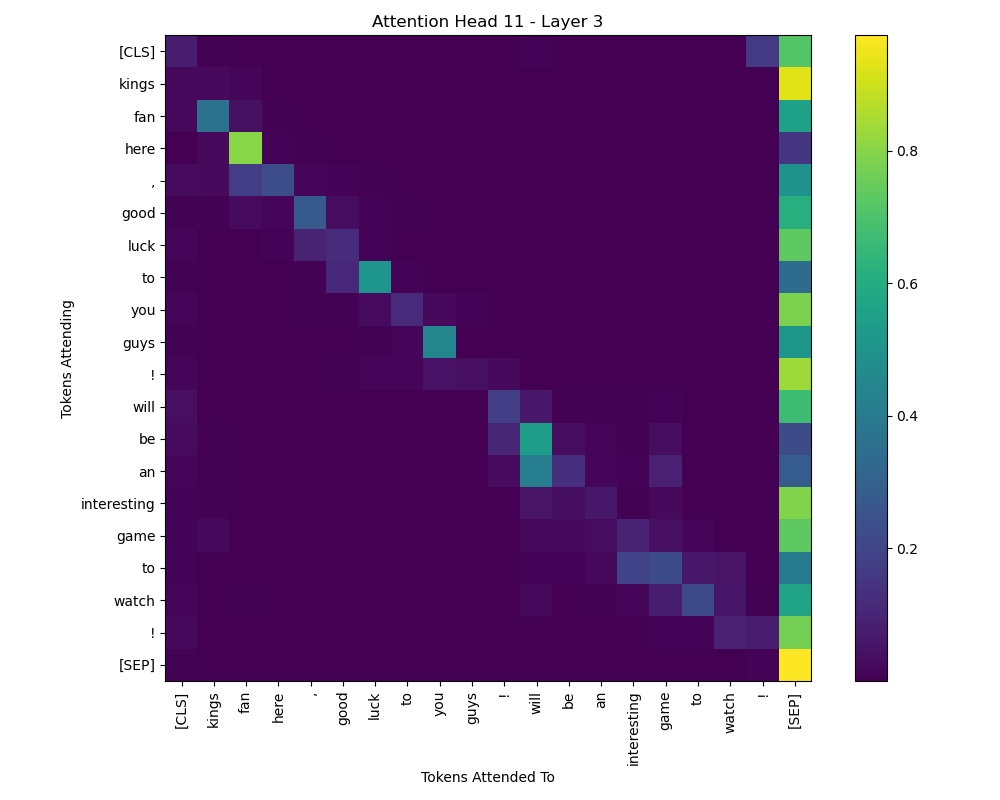 Attention Head 11 - Layer 3
Tokens Attending
[CLS]
kings
fan
here
,
good
luck
to
you
guys
!
will
be
an
interesting
game
to
watch
!
[SEP]
[CLS]
kings
fan
here
,
good
luck
to
you
guys
!
will
be
an
interesting
game
to
watch
!
[SEP]
Tokens Attended To
0.8
0.6
0.4
0.2